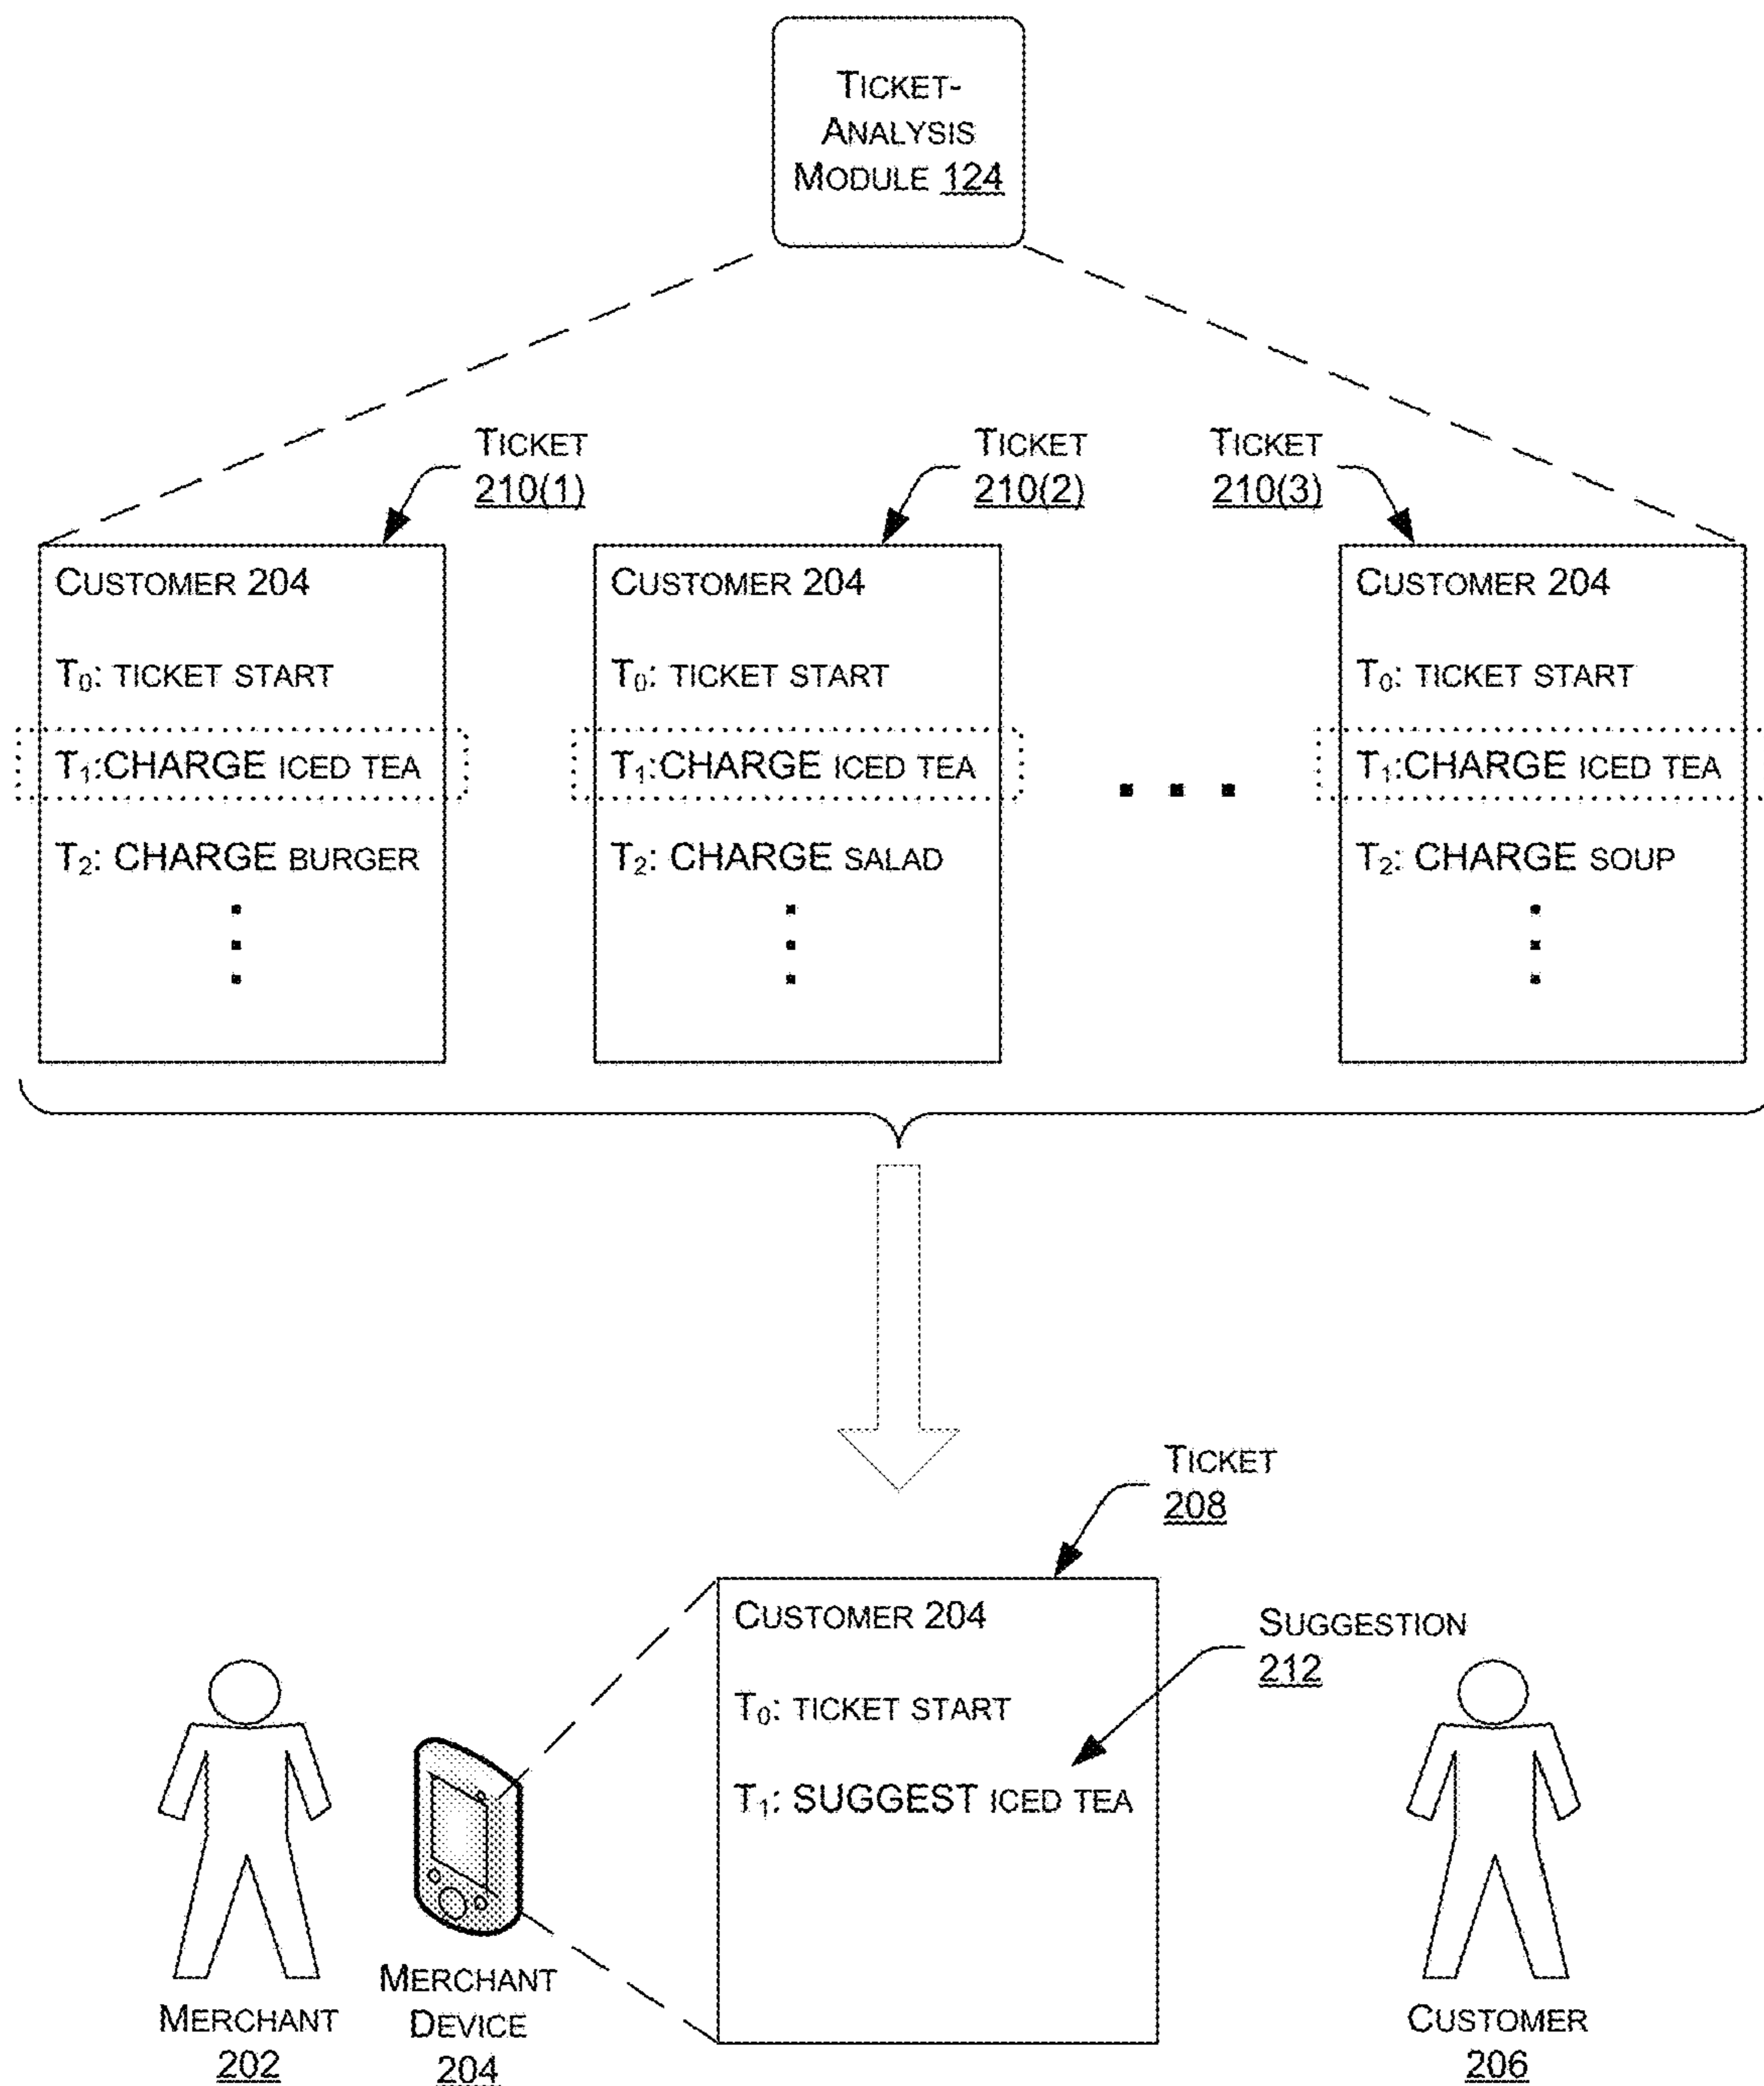 TICKET-
ANALYSIS
MODULE 124
TICKET
210(1)
TICKET
210(2)
TICKET
210(3)
CUSTOMER 204
T₀: TICKET START
T₁:CHARGE ICED TEA
T₂: CHARGE BURGER
CUSTOMER 204
T₀: TICKET START
T₁:CHARGE ICED TEA
T₂: CHARGE SALAD
CUSTOMER 204
T₀: TICKET START
T₁:CHARGE ICED TEA
T₂: CHARGE SOUP
TICKET
208
CUSTOMER 204
T₀: TICKET START
T₁: SUGGEST ICED TEA
SUGGESTION
212
MERCHANT
202
MERCHANT
DEVICE
204
CUSTOMER
206